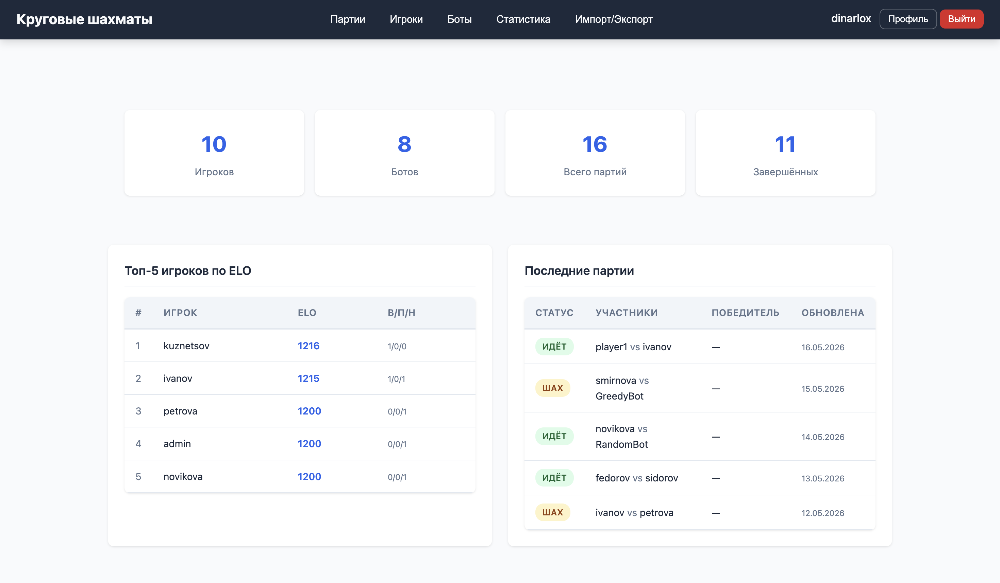 Круговые шахматы
Партии Игроки Боты Статистика Импорт/Экспорт
dinarlox Профиль Выйти
10
Игроков
8
Ботов
16
Всего партий
11
Завершённых
Топ-5 игроков по ELO
# ИГРОК ELO В/П/Н
1 kuznetsov 1216 1/0/0
2 ivanov 1215 1/0/1
3 petrova 1200 0/0/1
4 admin 1200 0/0/1
5 novikova 1200 0/0/1
Последние партии
СТАТУС УЧАСТНИКИ ПОБЕДИТЕЛЬ ОБНОВЛЕНА
ИДЁТ player1 vs ivanov — 16.05.2026
ШАХ smirnova vs
GreedyBot — 15.05.2026
ИДЁТ novikova vs
RandomBot — 14.05.2026
ИДЁТ fedorov vs sidorov — 13.05.2026
ШАХ ivanov vs petrova — 12.05.2026